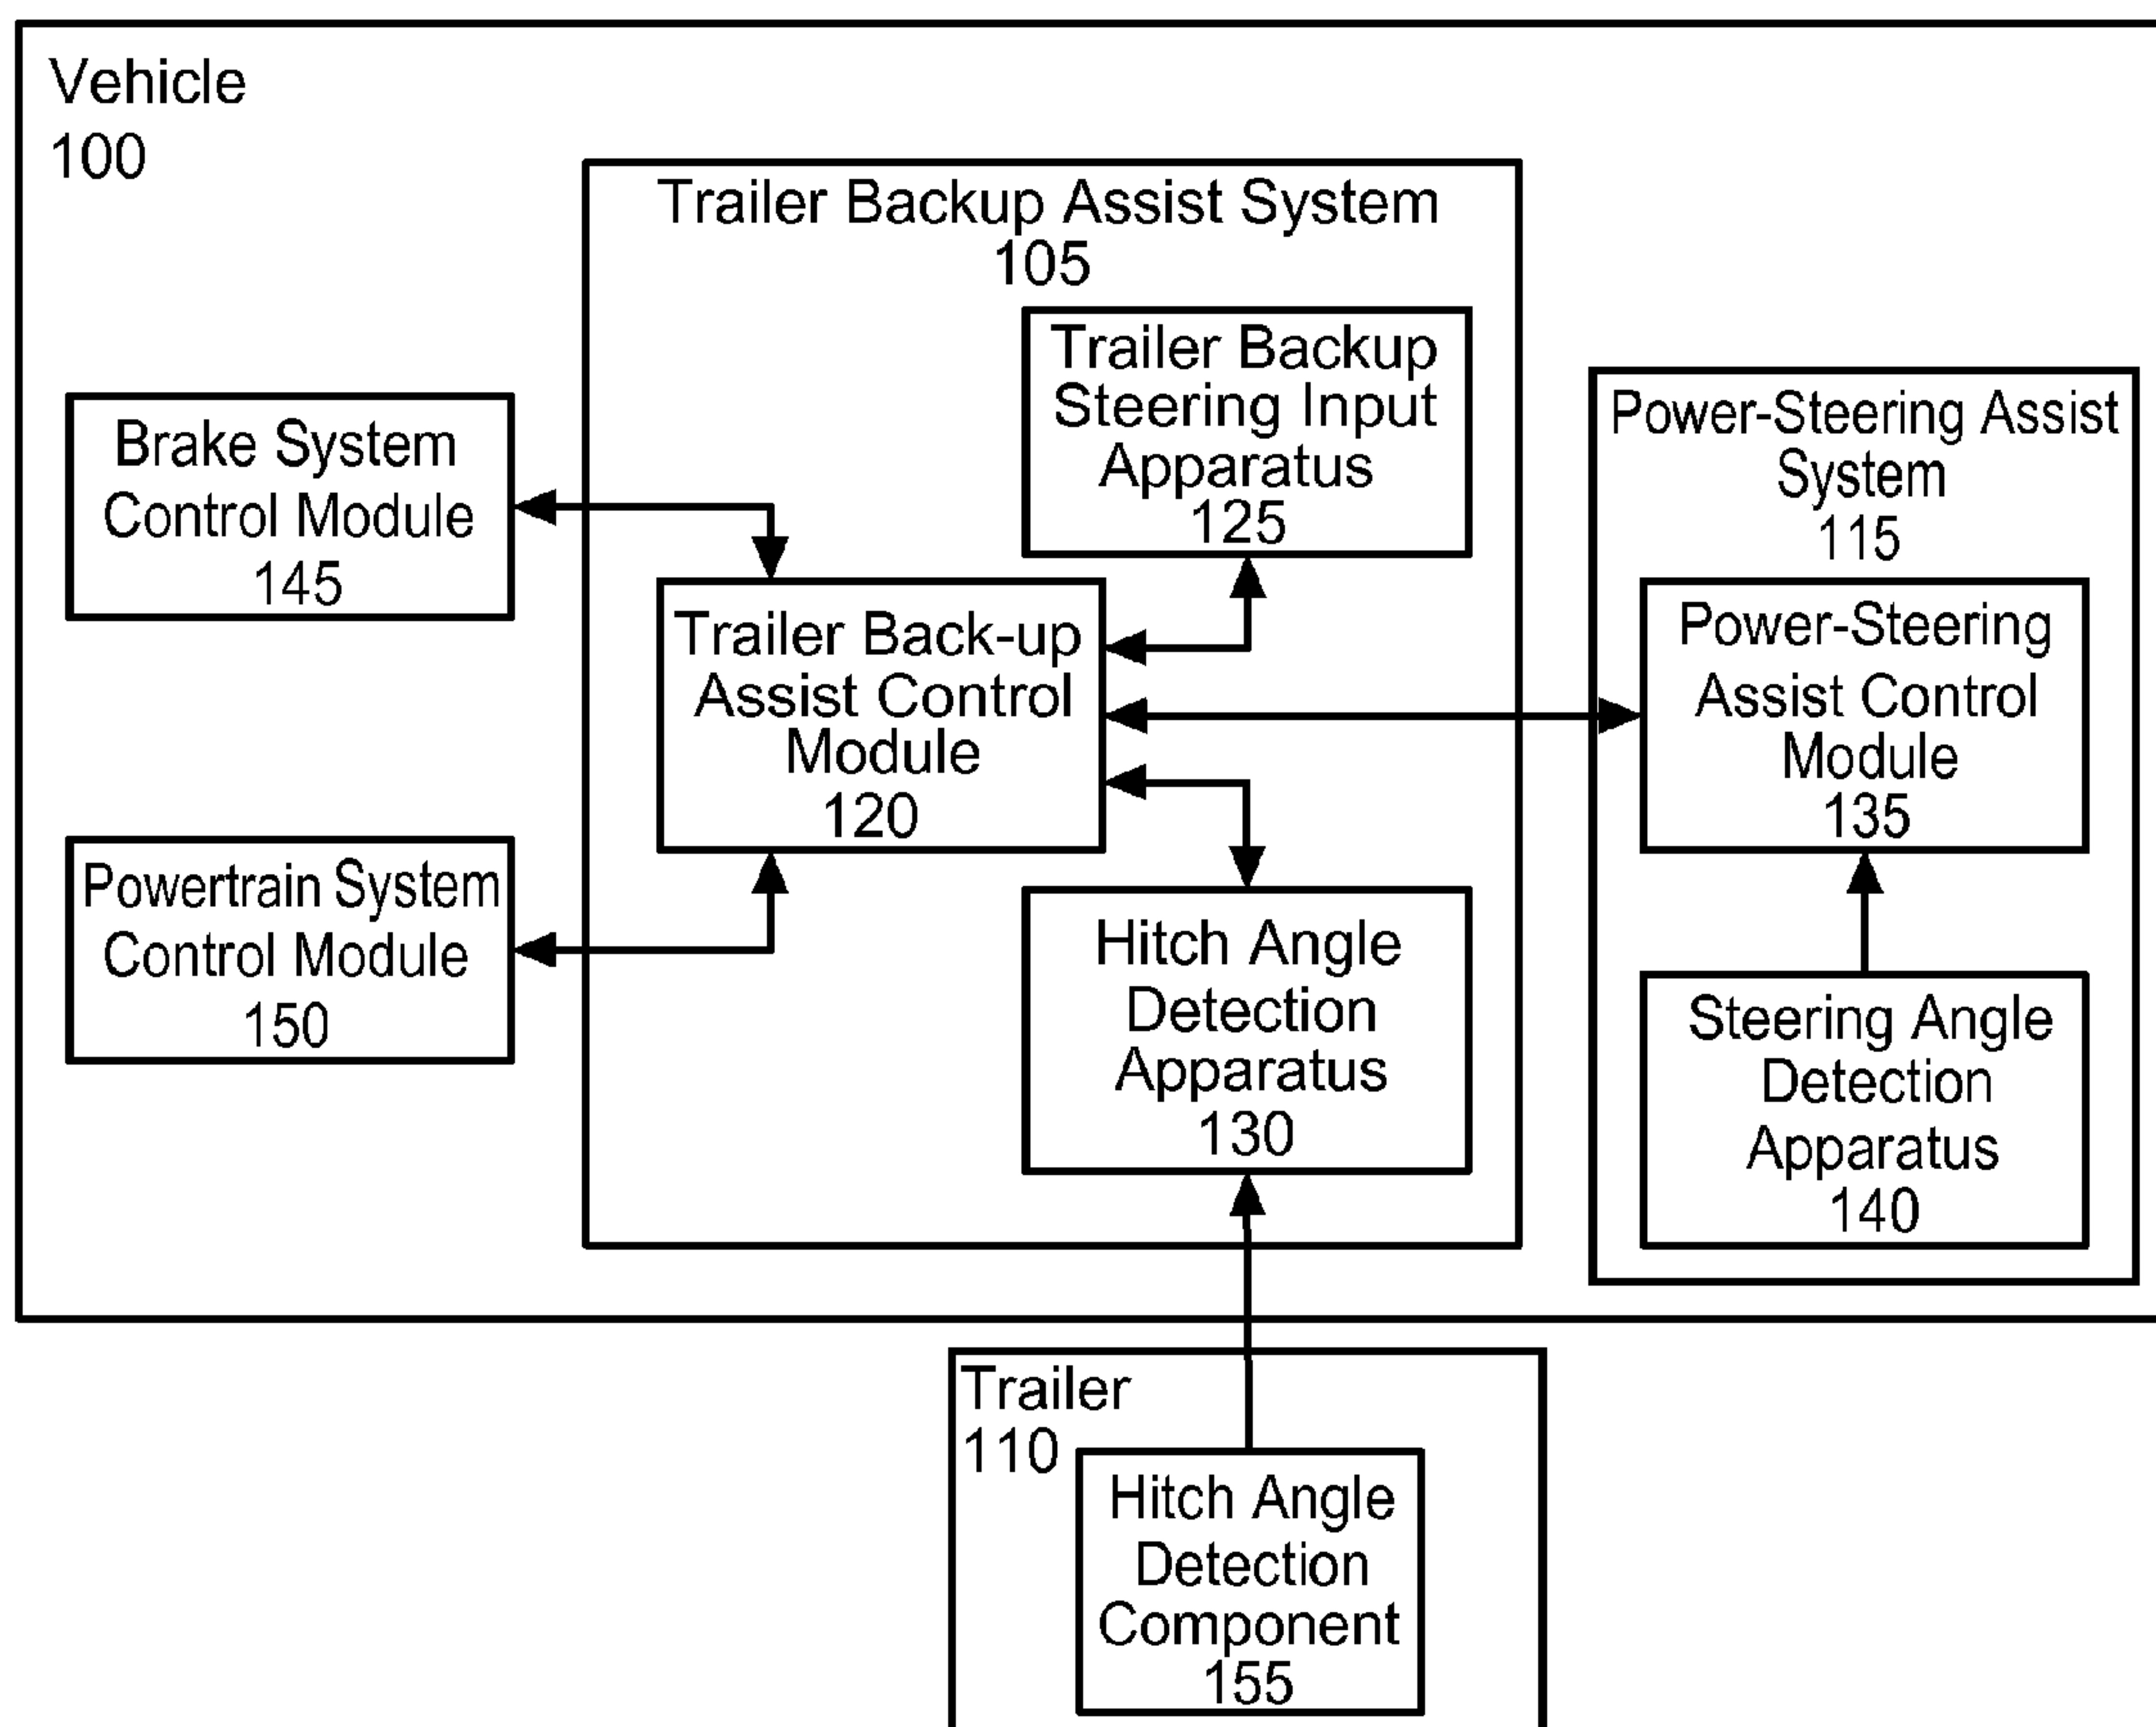 Vehicle
100
Trailer Backup Assist System
105
Trailer Backup
Steering Input
Apparatus
125
Brake System
Control Module
145
Trailer Back-up
Assist Control
Module
120
Powertrain System
Control Module
150
Hitch Angle
Detection
Apparatus
130
Power-Steering Assist
System
115
Power-Steering
Assist Control
Module
135
Steering Angle
Detection
Apparatus
140
Trailer
110
Hitch Angle
Detection
Component
155